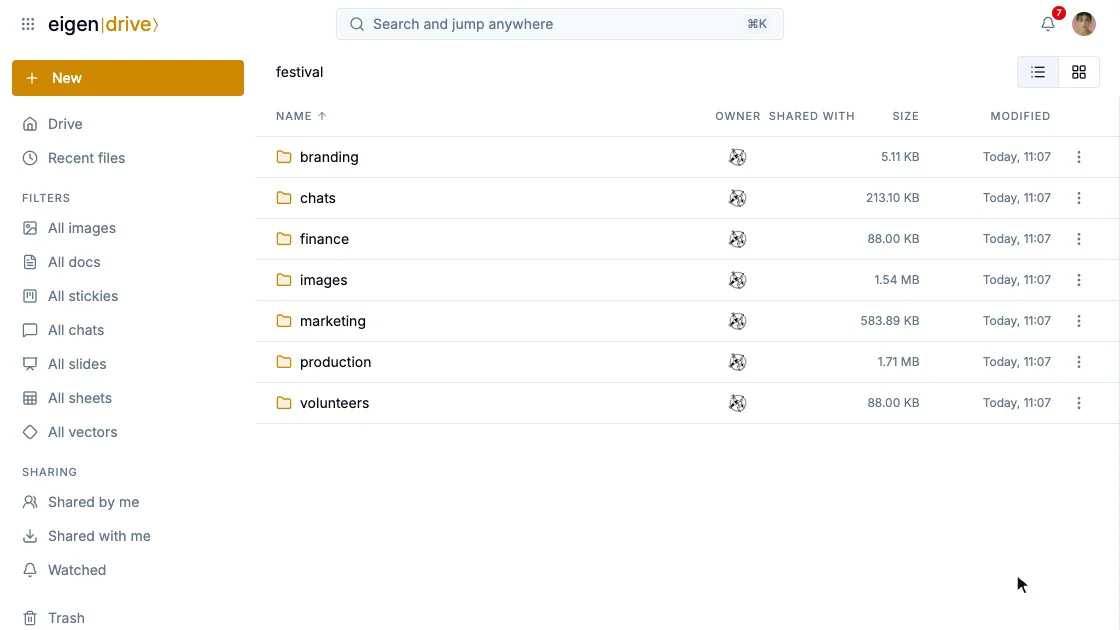 eigen|drive⟩
Search and jump anywhere ⌘K
7
New
Drive
Recent files
FILTERS
All images
All docs
All stickies
All chats
All slides
All sheets
All vectors
SHARING
Shared by me
Shared with me
Watched
Trash
festival
NAME ↑ OWNER SHARED WITH SIZE MODIFIED
branding 5.11 KB Today, 11:07
chats 213.10 KB Today, 11:07
finance 88.00 KB Today, 11:07
images 1.54 MB Today, 11:07
marketing 583.89 KB Today, 11:07
production 1.71 MB Today, 11:07
volunteers 88.00 KB Today, 11:07